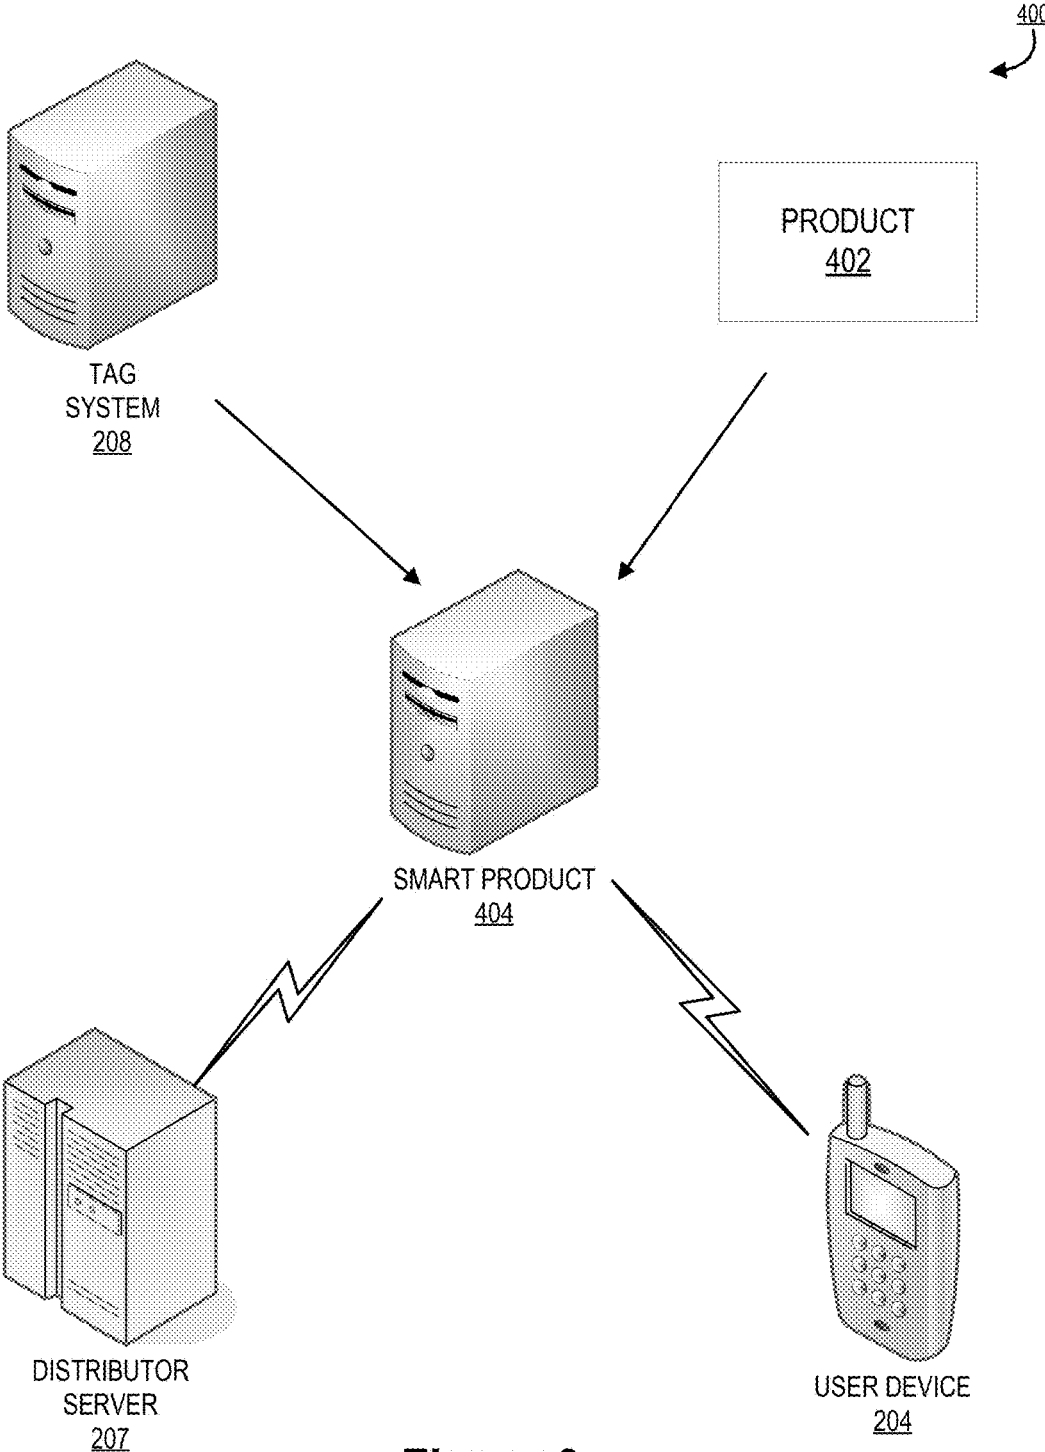 400
PRODUCT
402
TAG
SYSTEM
208
SMART PRODUCT
404
DISTRIBUTOR
SERVER
207
USER DEVICE
204